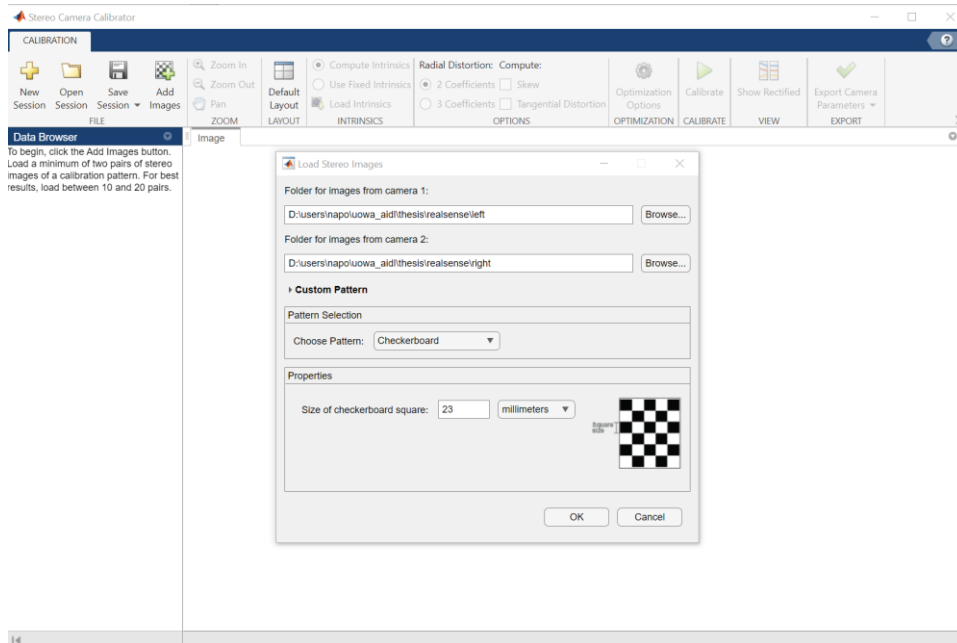 Stereo Camera Calibrator
CALIBRATION
New Session
Open Session
Save Session
Add Images
FILE
Zoom In
Zoom Out
Pan
ZOOM
Default Layout
LAYOUT
Compute Intrinsics
Use Fixed Intrinsics
Load Intrinsics
INTRINSICS
Radial Distortion: Compute:
2 Coefficients Skew
3 Coefficients Tangential Distortion
OPTIONS
Optimization Options
OPTIMIZATION
Calibrate
CALIBRATE
Show Rectified
VIEW
Export Camera Parameters
EXPORT
Data Browser
To begin, click the Add Images button.
Load a minimum of two pairs of stereo
images of a calibration pattern. For best
results, load between 10 and 20 pairs.
Image
Load Stereo Images
Folder for images from camera 1:
D:\users\napo\uowa_aidl\thesis\realsense\left
Browse...
Folder for images from camera 2:
D:\users\napo\uowa_aidl\thesis\realsense\right
Browse...
Custom Pattern
Pattern Selection
Choose Pattern: Checkerboard
Properties
Size of checkerboard square: 23 millimeters
Square
size
OK
Cancel